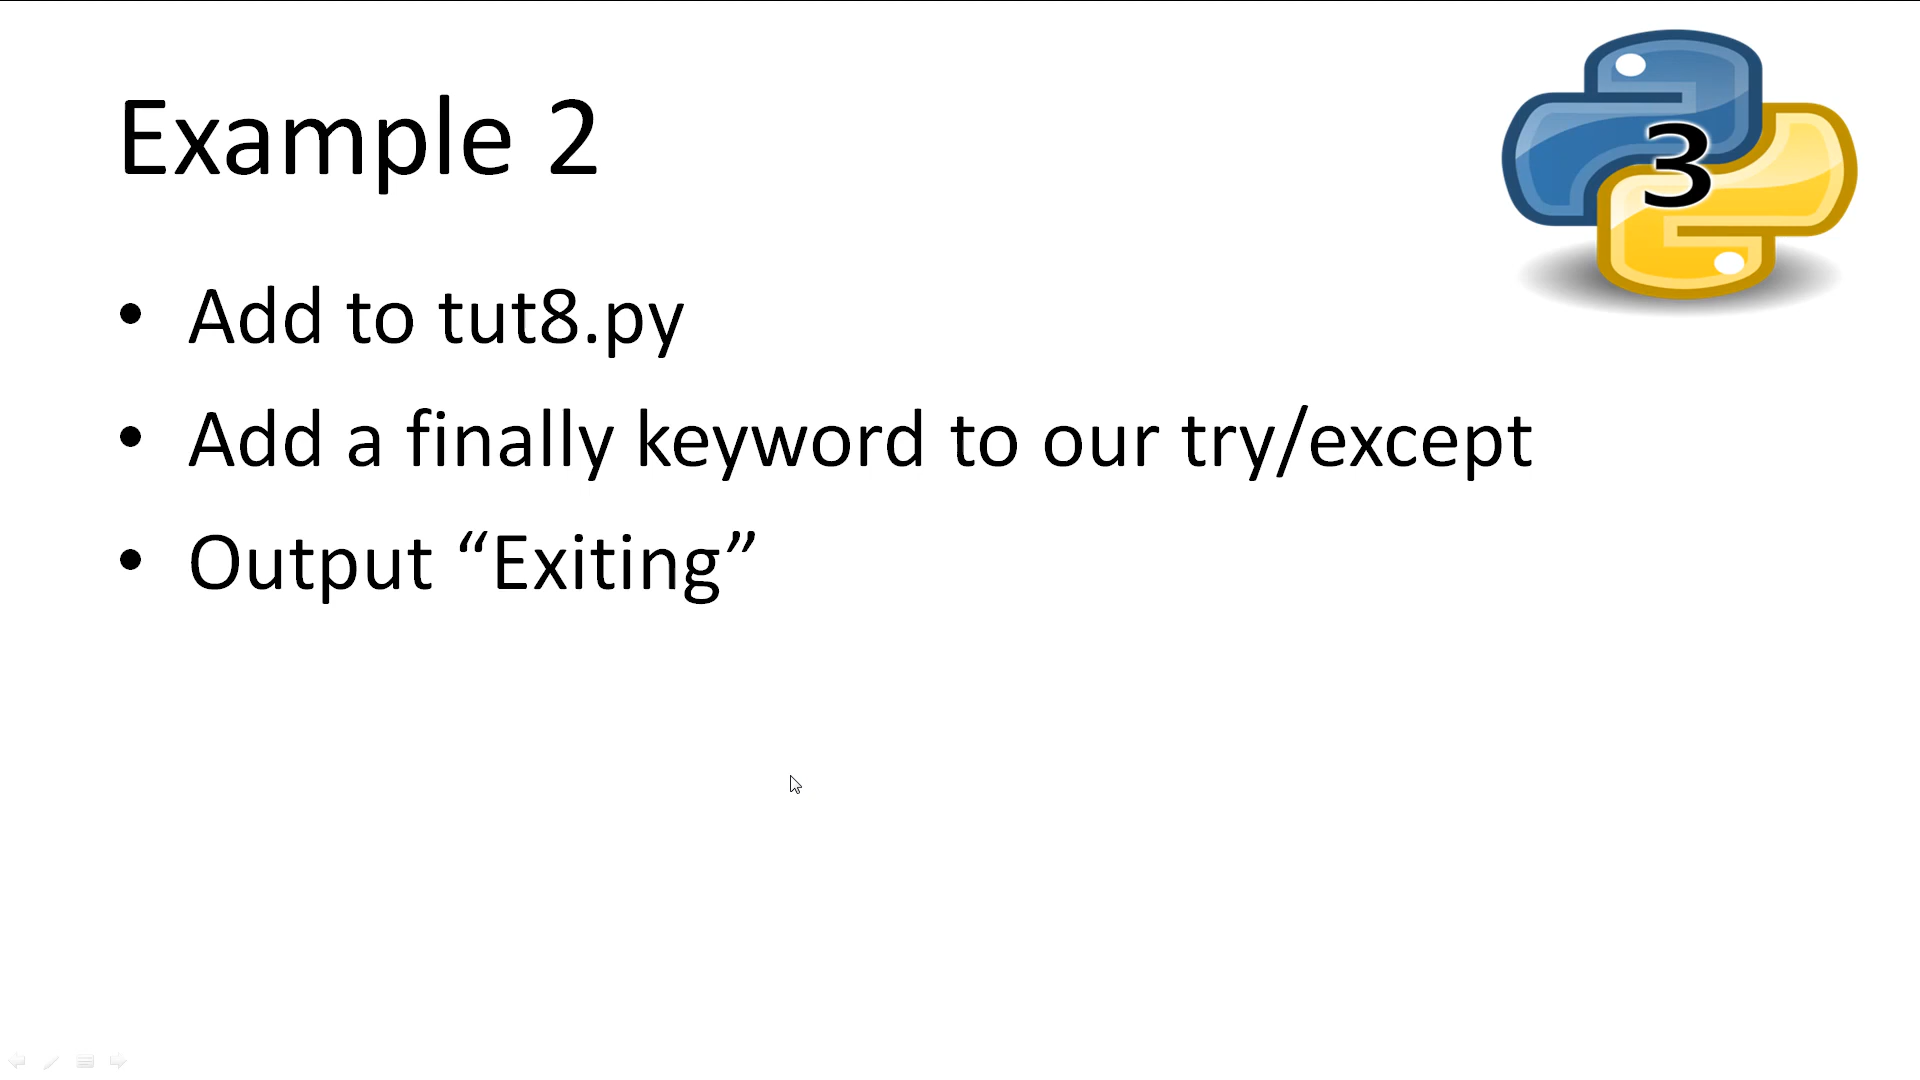 Example 2
3
• Add to tut8.py
• Add a finally keyword to our try/except
• Output “Exiting”